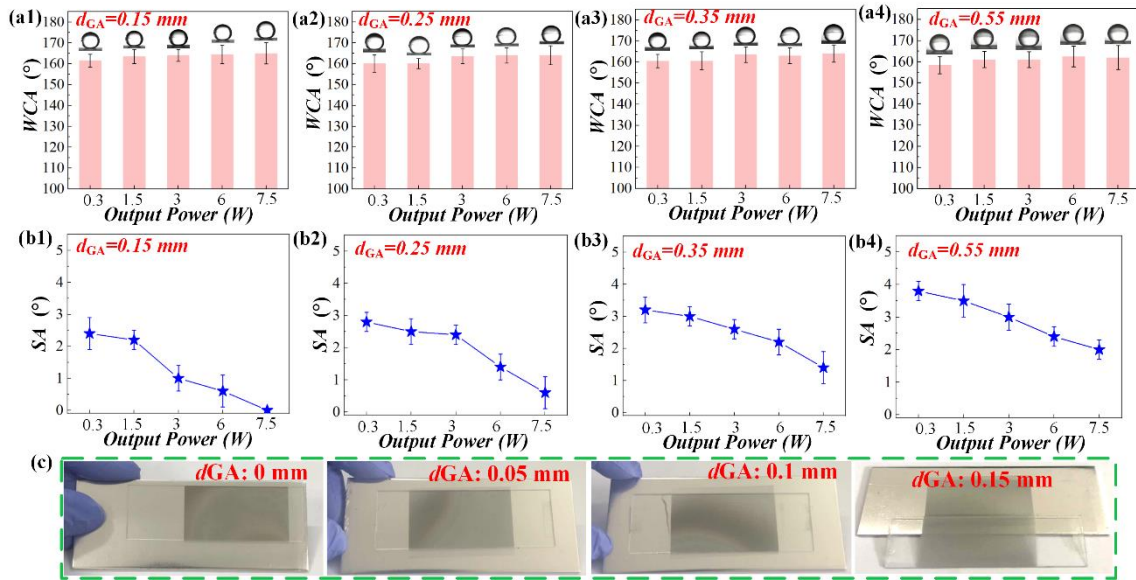 (a1) d_GA=0.15 mm
WCA (°)
180
170
160
150
140
130
120
110
100
0.3 1.5 3 6 7.5
Output Power (W)
(a2) d_GA=0.25 mm
WCA (°)
180
170
160
150
140
130
120
110
100
0.3 1.5 3 6 7.5
Output Power (W)
(a3) d_GA=0.35 mm
WCA (°)
180
170
160
150
140
130
120
110
100
0.3 1.5 3 6 7.5
Output Power (W)
(a4) d_GA=0.55 mm
WCA (°)
180
170
160
150
140
130
120
110
100
0.3 1.5 3 6 7.5
Output Power (W)
(b1) d_GA=0.15 mm
SA (°)
5
4
3
2
1
0
0.3 1.5 3 6 7.5
Output Power (W)
(b2) d_GA=0.25 mm
SA (°)
5
4
3
2
1
0
0.3 1.5 3 6 7.5
Output Power (W)
(b3) d_GA=0.35 mm
SA (°)
5
4
3
2
1
0
0.3 1.5 3 6 7.5
Output Power (W)
(b4) d_GA=0.55 mm
SA (°)
5
4
3
2
1
0
0.3 1.5 3 6 7.5
Output Power (W)
(c)
dGA: 0 mm
dGA: 0.05 mm
dGA: 0.1 mm
dGA: 0.15 mm